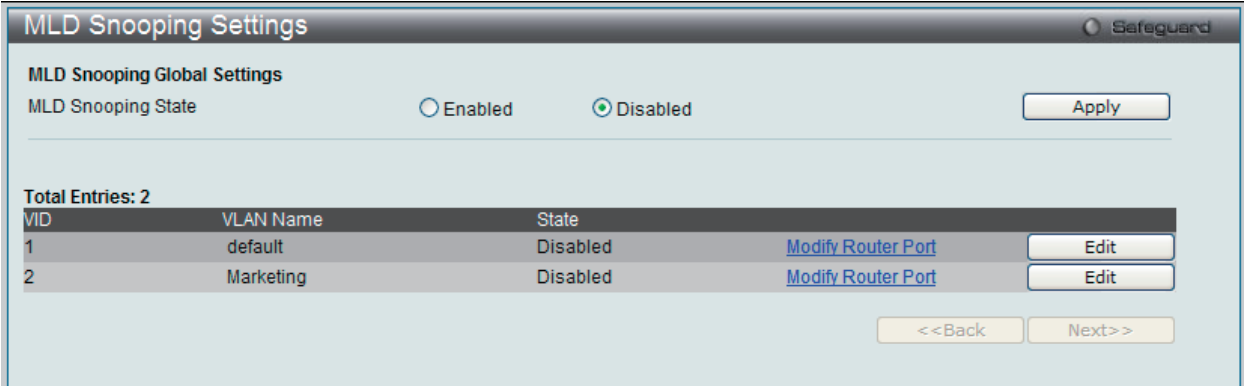 MLD Snooping Settings Safeguard
MLD Snooping Global Settings
MLD Snooping State Enabled Disabled Apply
Total Entries: 2
VID VLAN Name State
1 default Disabled Modify Router Port Edit
2 Marketing Disabled Modify Router Port Edit
<<Back Next>>